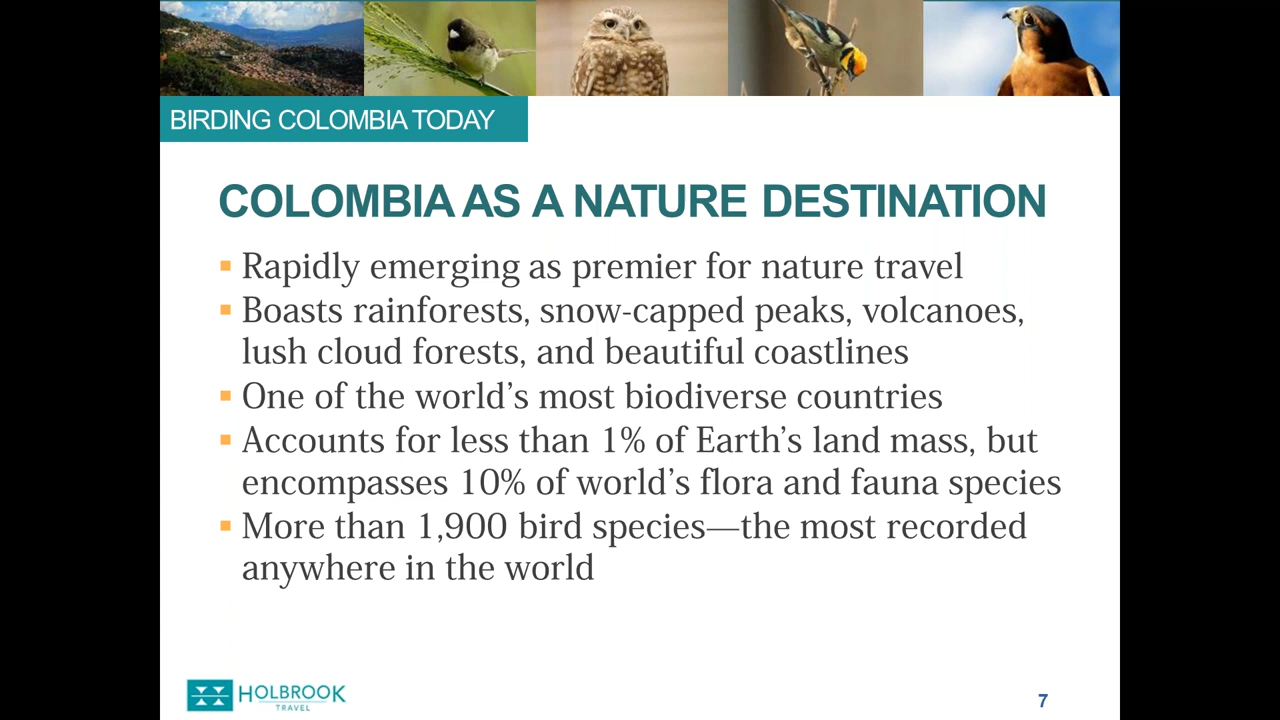 BIRDING COLOMBIA TODAY
COLOMBIA AS A NATURE DESTINATION
▪ Rapidly emerging as premier for nature travel
▪ Boasts rainforests, snow-capped peaks, volcanoes,
lush cloud forests, and beautiful coastlines
▪ One of the world’s most biodiverse countries
▪ Accounts for less than 1% of Earth’s land mass, but
encompasses 10% of world’s flora and fauna species
▪ More than 1,900 bird species—the most recorded
anywhere in the world
HOLBROOK
TRAVEL
7